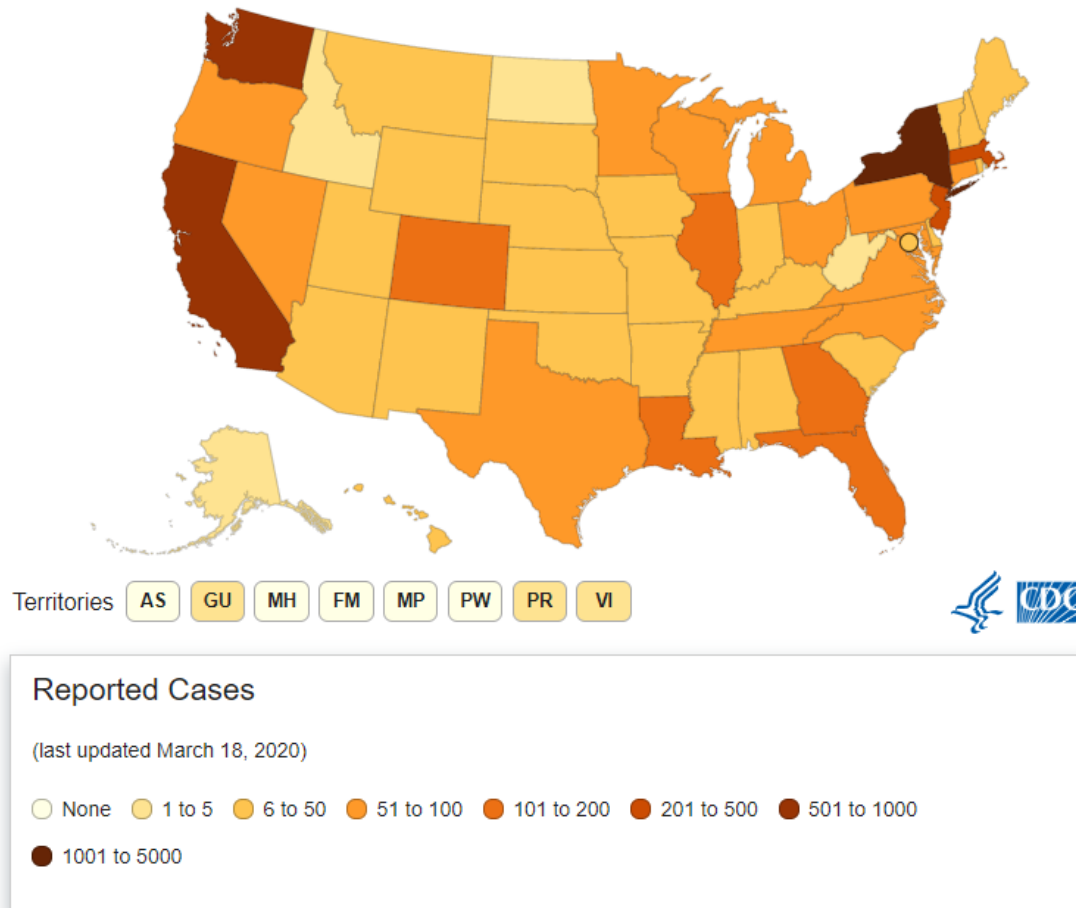 Territories AS GU MH FM MP PW PR VI
CDC
Reported Cases
(last updated March 18, 2020)
None 1 to 5 6 to 50 51 to 100 101 to 200 201 to 500 501 to 1000
1001 to 5000